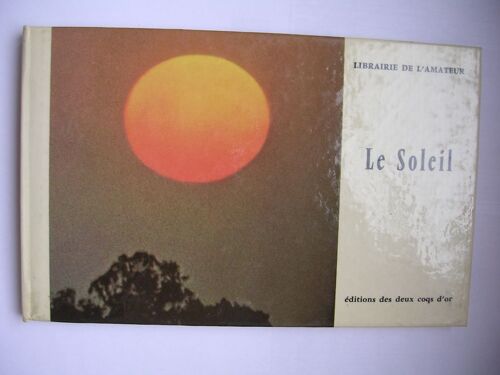 LIBRAIRIE DE L'AMATEUR
Le Soleil
éditions des deux coqs d'or